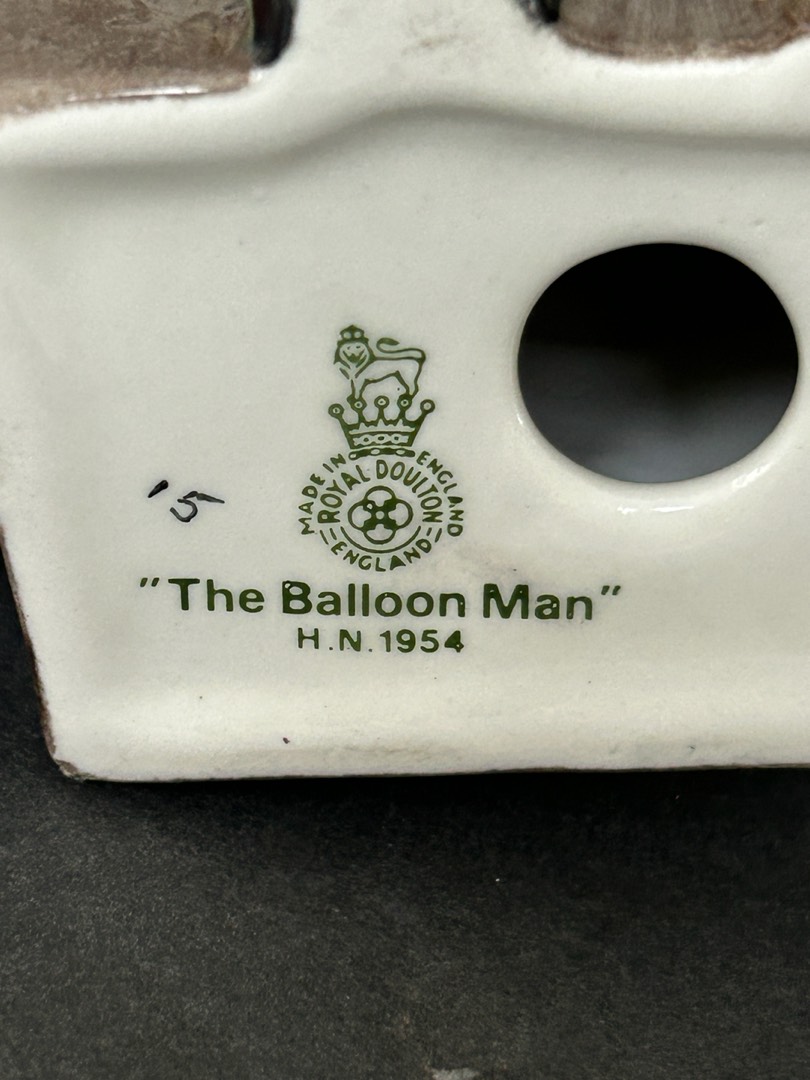 MADE IN ENGLAND
ROYAL DOULTON
ENGLAND
'5
"The Balloon Man"
H.N.1954